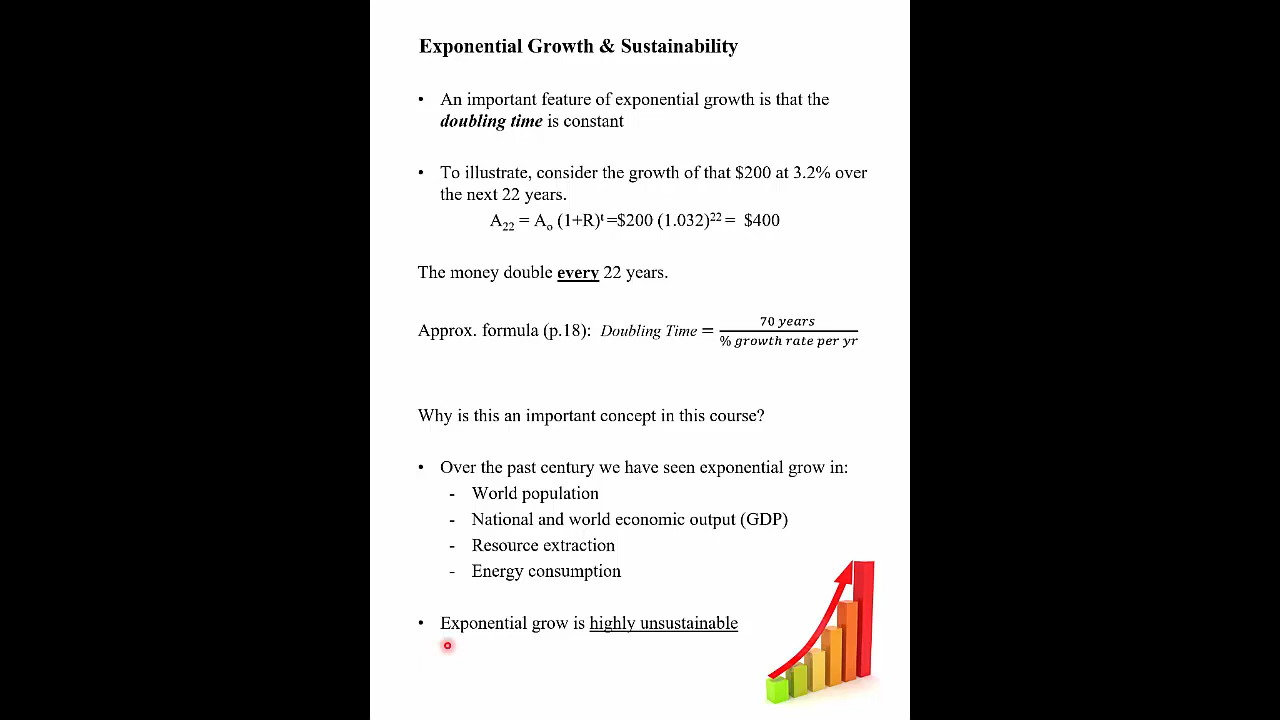 Exponential Growth & Sustainability
• An important feature of exponential growth is that the
doubling time is constant
• To illustrate, consider the growth of that $200 at 3.2% over
the next 22 years.
A₂₂ = Aₒ (1+R)ᵗ =$200 (1.032)²² = $400
The money double every 22 years.
Approx. formula (p.18): Doubling Time = 70 years / % growth rate per yr
Why is this an important concept in this course?
• Over the past century we have seen exponential grow in:
- World population
- National and world economic output (GDP)
- Resource extraction
- Energy consumption
• Exponential grow is highly unsustainable